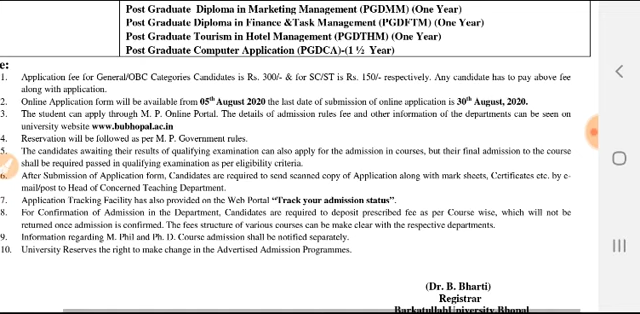 Post Graduate Diploma in Marketing Management (PGDMM) (One Year)
Post Graduate Diploma in Finance &Task Management (PGDFTM) (One Year)
Post Graduate Tourism in Hotel Management (PGDTHM) (One Year)
Post Graduate Computer Application (PGDCA)-(1 ½ Year)
e:
1. Application fee for General/OBC Categories Candidates is Rs. 300/- & for SC/ST is Rs. 150/- respectively. Any candidate has to pay above fee
along with application.
2. Online Application form will be available from 05th August 2020 the last date of submission of online application is 30th August, 2020.
3. The student can apply through M. P. Online Portal. The details of admission rules fee and other information of the departments can be seen on
university website www.bubhopal.ac.in
4. Reservation will be followed as per M. P. Government rules.
5. The candidates awaiting their results of qualifying examination can also apply for the admission in courses, but their final admission to the course
shall be required passed in qualifying examination as per eligibility criteria.
6. After Submission of Application form, Candidates are required to send scanned copy of Application along with mark sheets, Certificates etc. by e-
mail/post to Head of Concerned Teaching Department.
7. Application Tracking Facility has also provided on the Web Portal “Track your admission status”.
8. For Confirmation of Admission in the Department, Candidates are required to deposit prescribed fee as per Course wise, which will not be
returned once admission is confirmed. The fees structure of various courses can be make clear with the respective departments.
9. Information regarding M. Phil and Ph. D. Course admission shall be notified separately.
10. University Reserves the right to make change in the Advertised Admission Programmes.
(Dr. B. Bharti)
Registrar
Barkatullah University, Bhopal